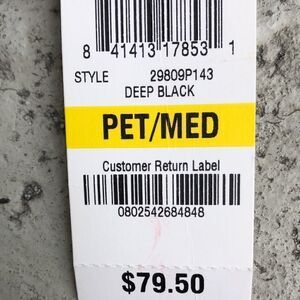 8 41413 17853 1
STYLE 29809P143
DEEP BLACK
PET/MED
Customer Return Label
0802542684848
$79.50